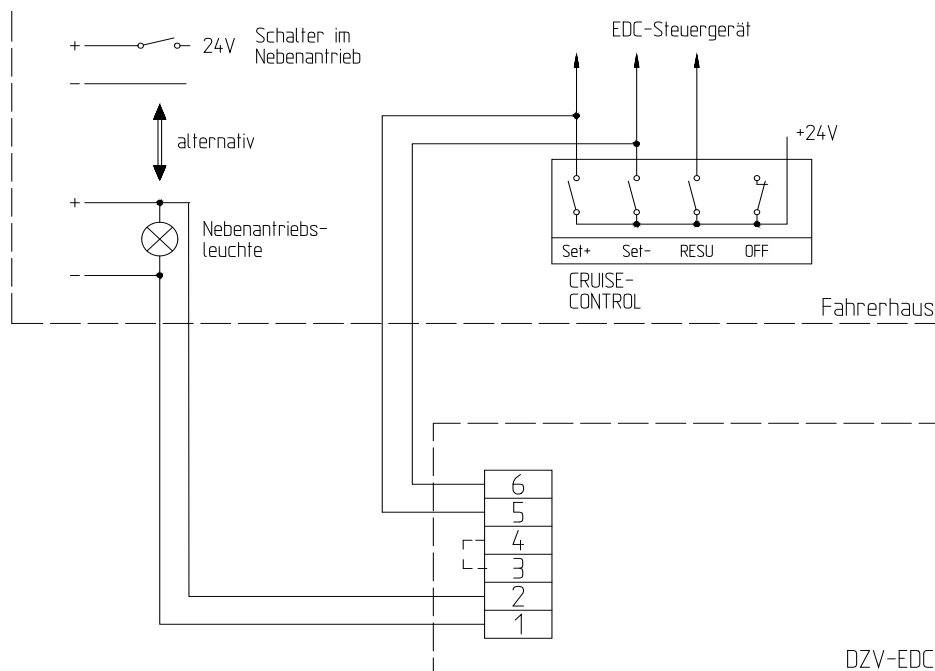 EDC-Steuergerät
+ 24V Schalter im
Nebenantrieb
-
alternativ
+24V
+
Nebenantriebs-
leuchte
-
Set+ Set- RESU OFF
CRUISE-
CONTROL
Fahrerhaus
6
5
4
3
2
1
DZV-EDC